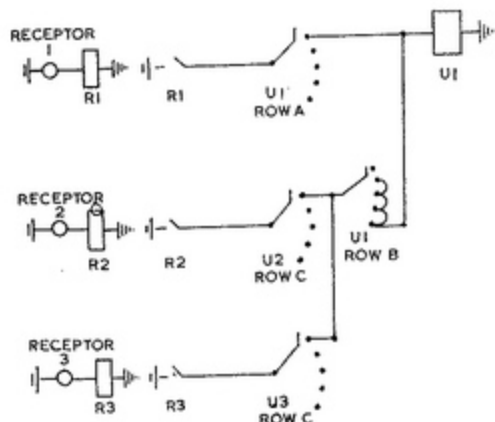 RECEPTOR
1
R1
R1
U1
ROW A
U1
RECEPTOR
2
R2
R2
U2
ROW C
U1
ROW B
RECEPTOR
3
R3
R3
U3
ROW C